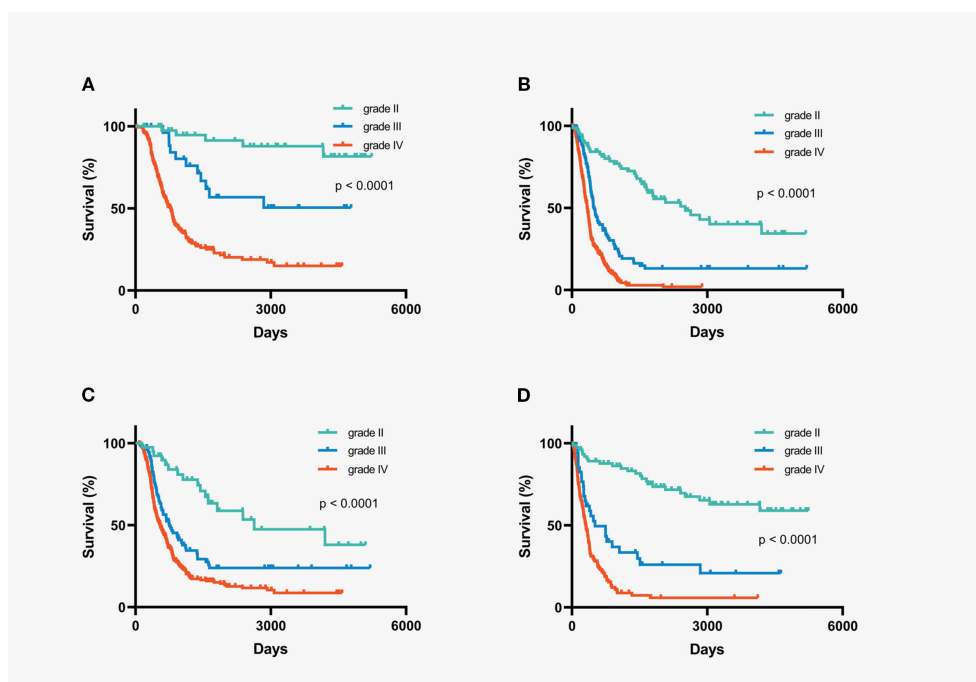 A
grade II
grade III
grade IV
p < 0.0001
Survival (%)
100
50
0
0 3000 6000
Days
B
grade II
grade III
grade IV
p < 0.0001
Survival (%)
100
50
0
0 3000 6000
Days
C
grade II
grade III
grade IV
p < 0.0001
Survival (%)
100
50
0
0 3000 6000
Days
D
grade II
grade III
grade IV
p < 0.0001
Survival (%)
100
50
0
0 3000 6000
Days